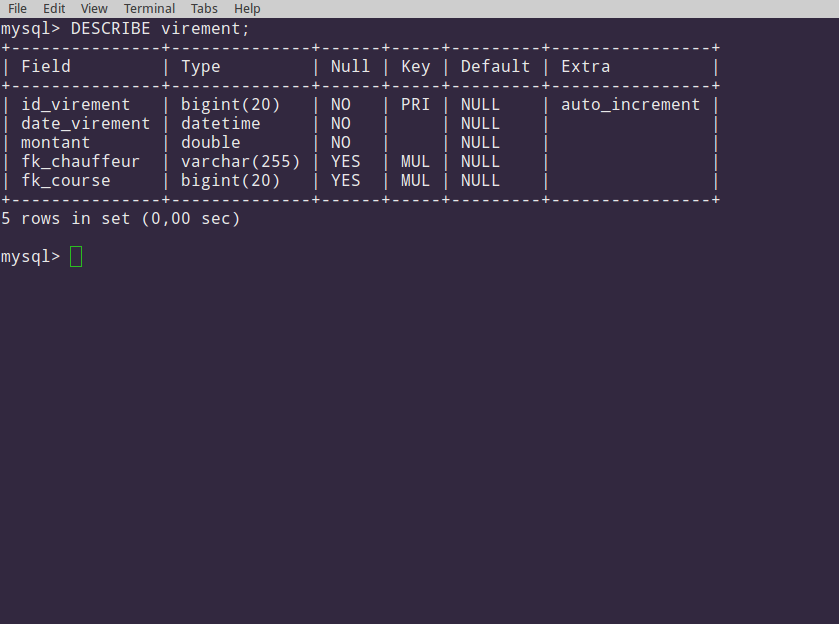 File Edit View Terminal Tabs Help
mysql> DESCRIBE virement;
+---------------+--------------+------+-----+---------+----------------+
| Field         | Type         | Null | Key | Default | Extra          |
+---------------+--------------+------+-----+---------+----------------+
| id_virement   | bigint(20)   | NO   | PRI | NULL    | auto_increment |
| date_virement | datetime     | NO   |     | NULL    |                |
| montant       | double       | NO   |     | NULL    |                |
| fk_chauffeur  | varchar(255) | YES  | MUL | NULL    |                |
| fk_course     | bigint(20)   | YES  | MUL | NULL    |                |
+---------------+--------------+------+-----+---------+----------------+
5 rows in set (0,00 sec)
mysql>